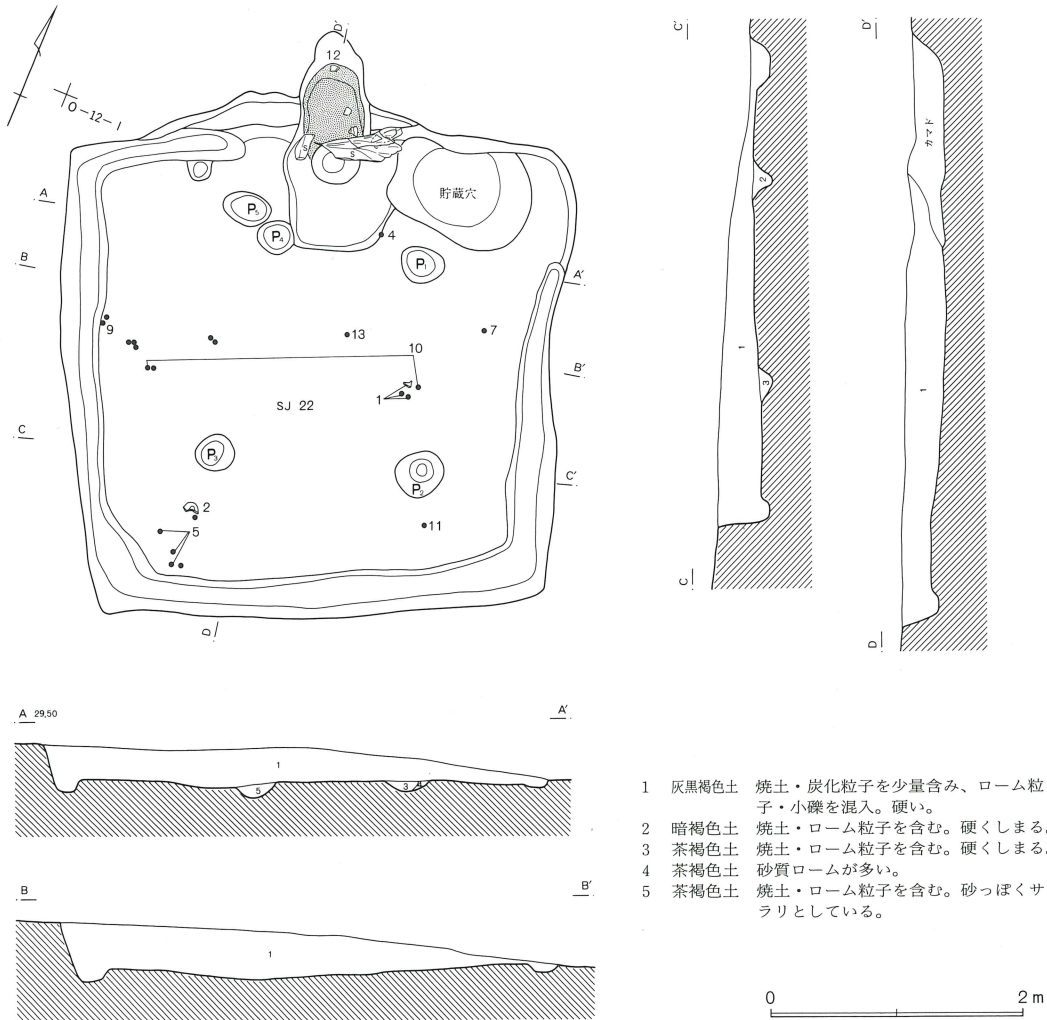 D'
12
O-12-1
S
S
A
貯蔵穴
P5
P4
4
P1
B
A'
9
13
7
10
B'
1
SJ 22
C
P3
C'
P2
2
5
11
D
C'
2
1
3
C
D'
カマド
1
D
A 29,50
A'
1
5
3
4
B
B'
1
1 灰黒褐色土 焼土・炭化粒子を少量含み、ローム粒
子・小礫を混入。硬い。
2 暗褐色土 焼土・ローム粒子を含む。硬くしまる。
3 茶褐色土 焼土・ローム粒子を含む。硬くしまる。
4 茶褐色土 砂質ロームが多い。
5 茶褐色土 焼土・ローム粒子を含む。砂っぽくサ
ラリとしている。
0 2 m